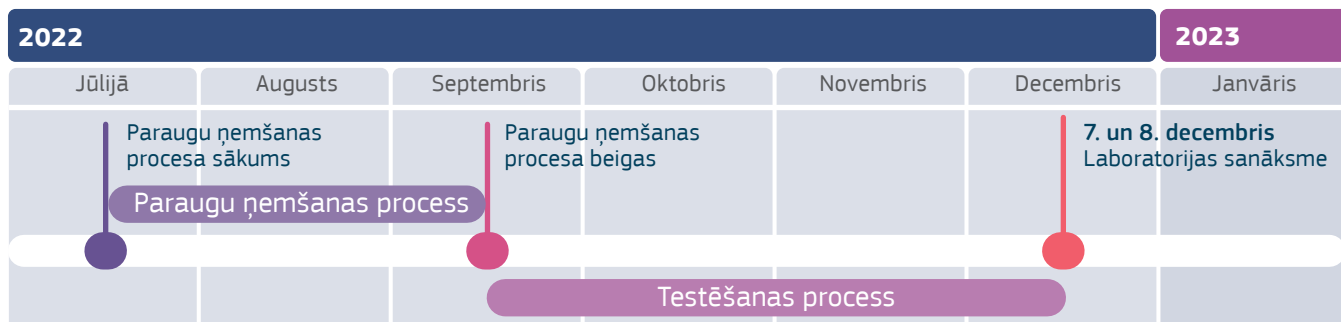 2022
2023
Jūlijā
Augusts
Septembris
Oktobris
Novembris
Decembris
Janvāris
Paraugu ņemšanas
procesa sākums
Paraugu ņemšanas
procesa beigas
7. un 8. decembris
Laboratorijas sanāksme
Paraugu ņemšanas process
Testēšanas process